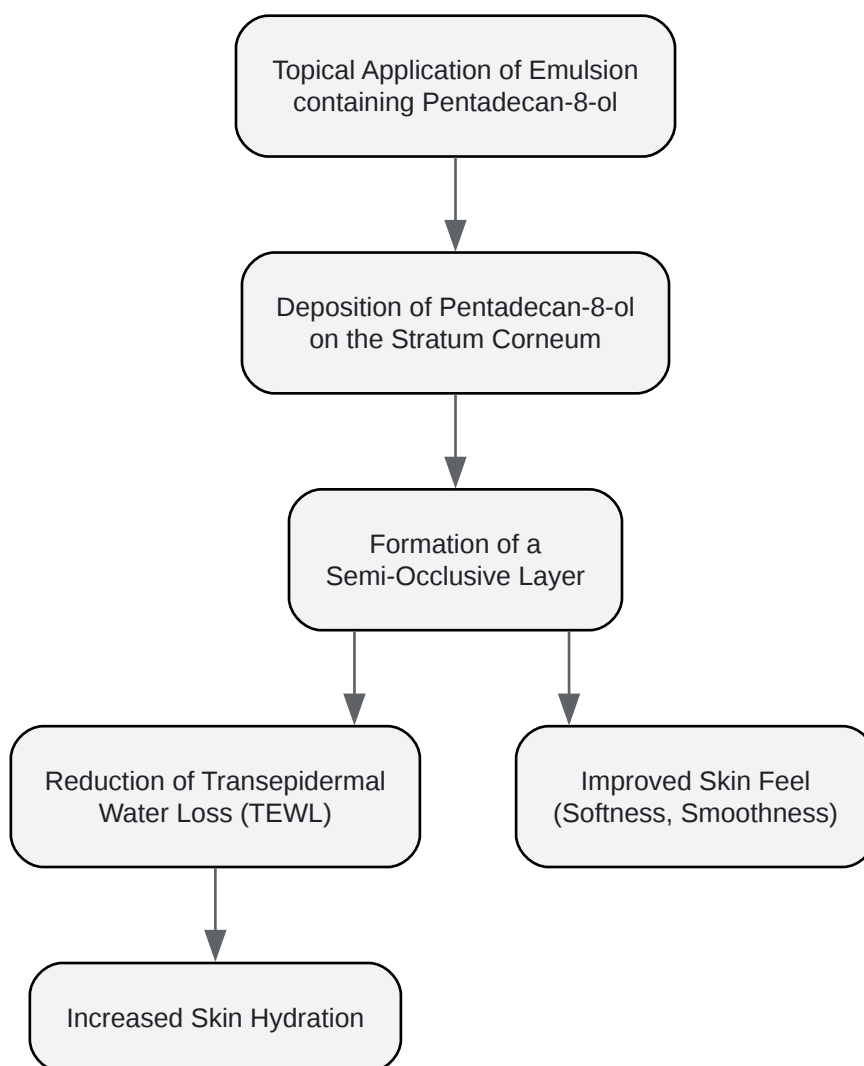 Topical Application of Emulsion
containing Pentadecan-8-ol
Deposition of Pentadecan-8-ol
on the Stratum Corneum
Formation of a
Semi-Occlusive Layer
Reduction of Transepidermal
Water Loss (TEWL)
Improved Skin Feel
(Softness, Smoothness)
Increased Skin Hydration